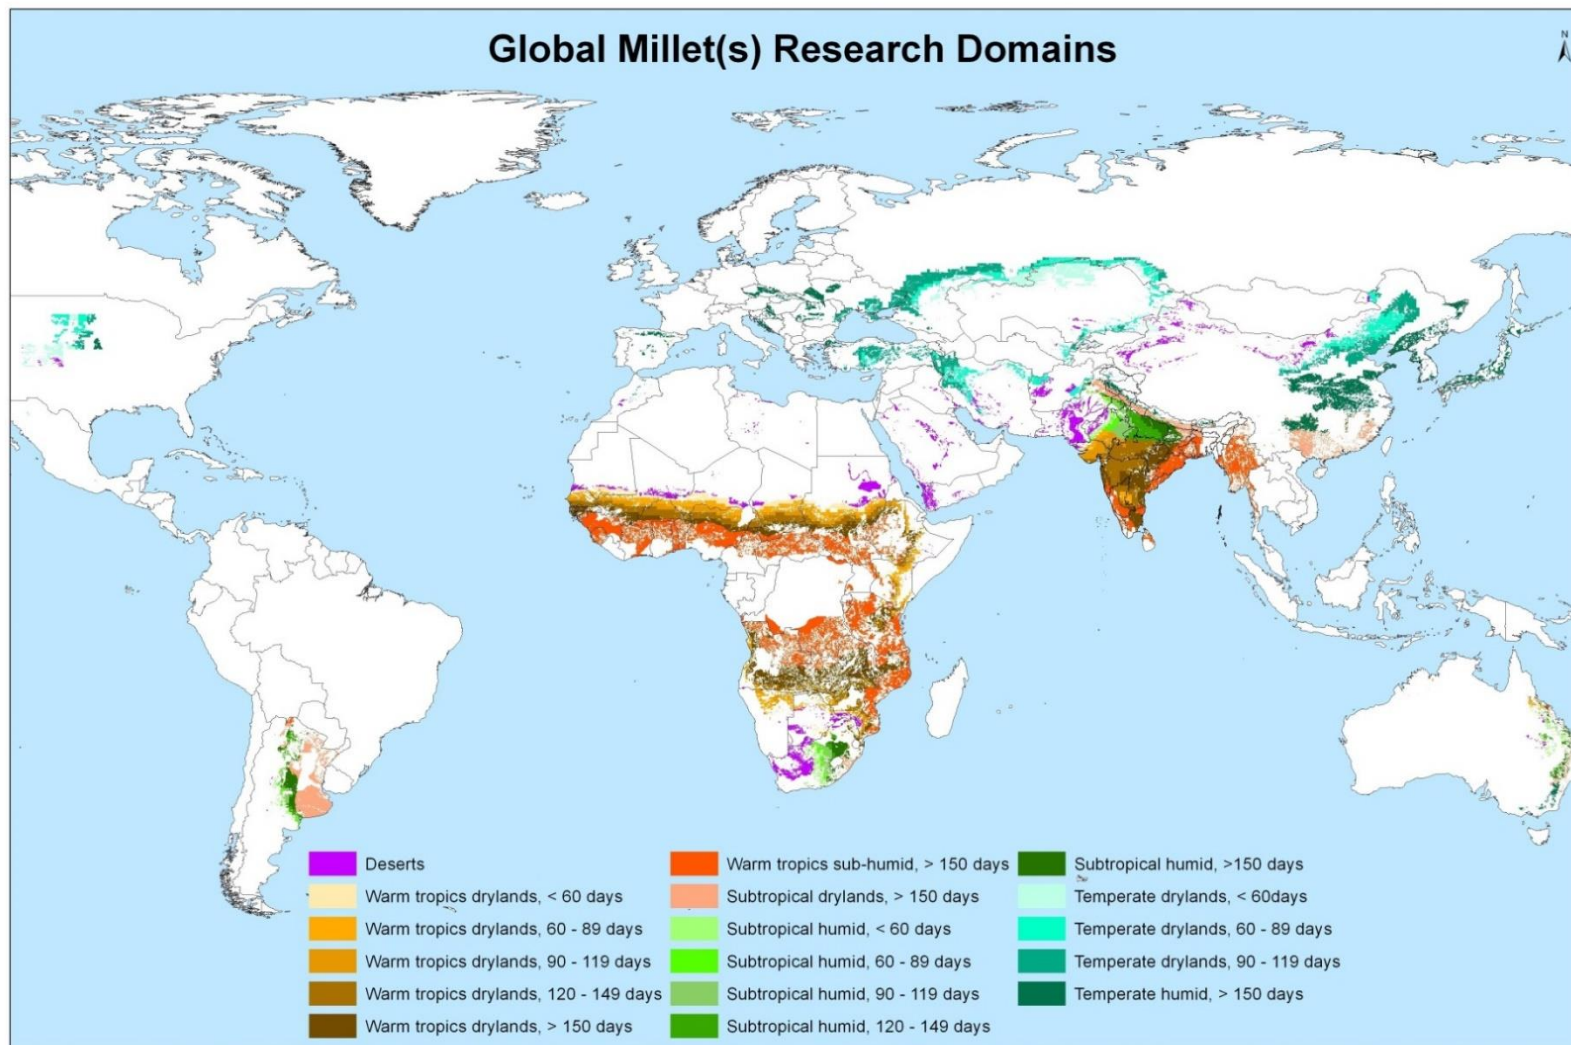 Global Millet(s) Research Domains
N
Deserts
Warm tropics drylands, < 60 days
Warm tropics drylands, 60 - 89 days
Warm tropics drylands, 90 - 119 days
Warm tropics drylands, 120 - 149 days
Warm tropics drylands, > 150 days
Warm tropics sub-humid, > 150 days
Subtropical drylands, > 150 days
Subtropical humid, < 60 days
Subtropical humid, 60 - 89 days
Subtropical humid, 90 - 119 days
Subtropical humid, 120 - 149 days
Subtropical humid, >150 days
Temperate drylands, < 60days
Temperate drylands, 60 - 89 days
Temperate drylands, 90 - 119 days
Temperate humid, > 150 days